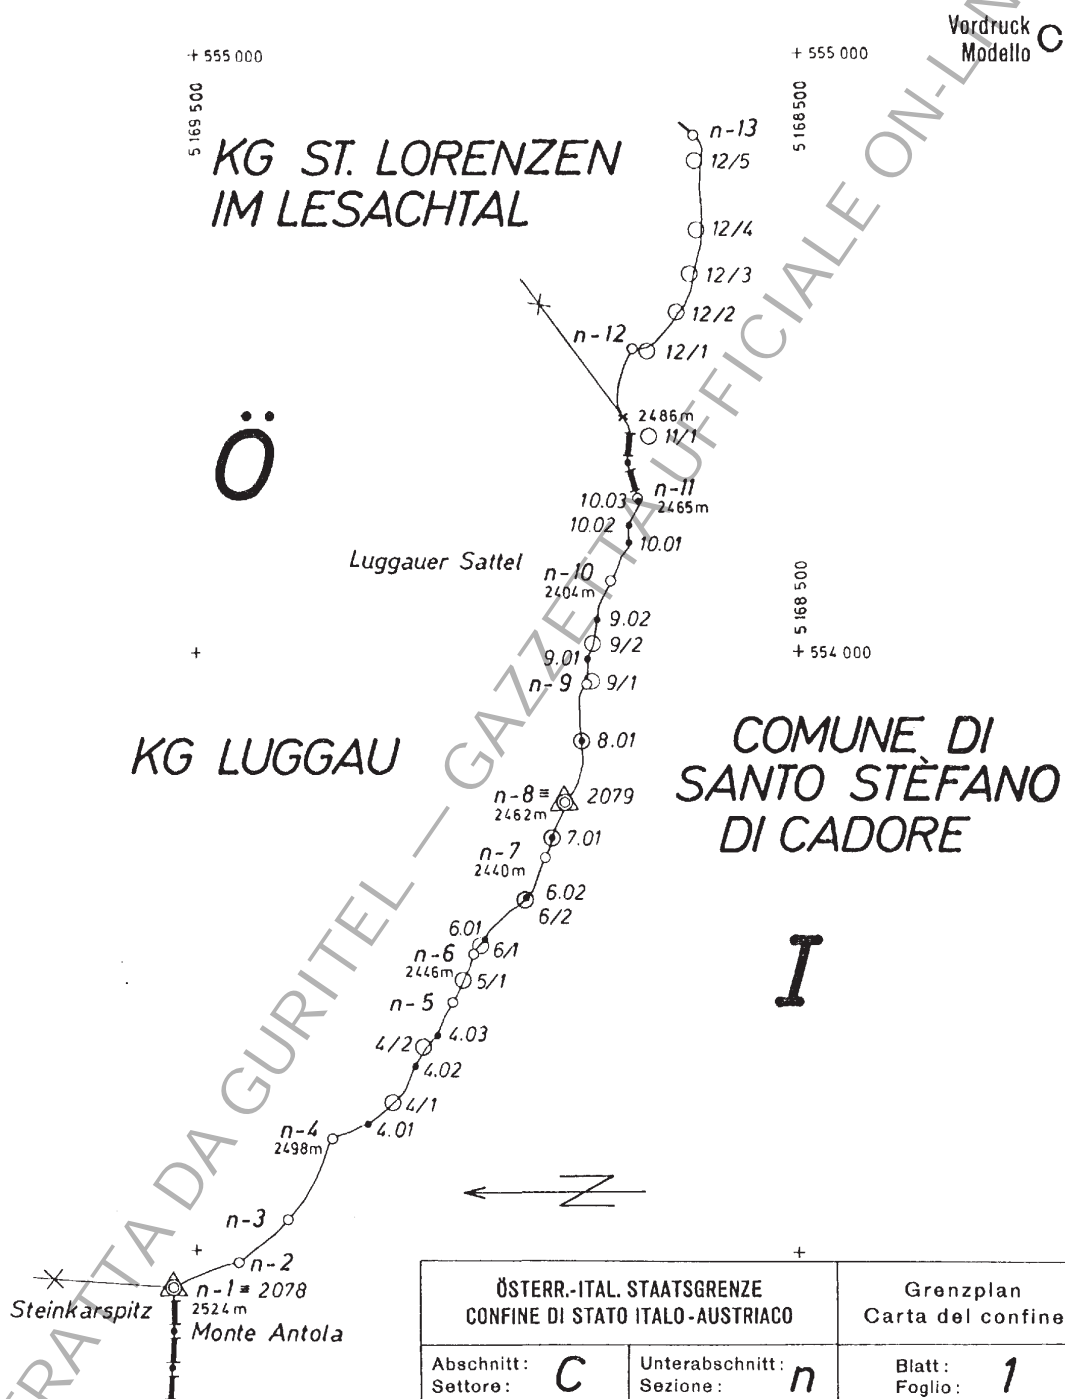 Vordruck C
Modello
+ 555 000
+ 555 000
5 169 500
5 168 500
KG ST. LORENZEN
IM LESACHTAL
n-13
12/5
12/4
12/3
12/2
n-12
12/1
2486m
11/1
Ö
n-11
10.03
2465m
10.02
10.01
Luggauer Sattel
n-10
2404m
5 168 500
9.02
9/2
+ 554 000
9.01
n-9
9/1
8.01
KG LUGGAU
COMUNE DI
SANTO STÈFANO
DI CADORE
n-8 ≡ 2079
2462m
7.01
n-7
2440m
6.02
6/2
6.01
6/1
n-6
2446m
5/1
I
n-5
4.03
4/2
4.02
4/1
4.01
n-4
2498m
N
n-3
n-2
n-1 ≡ 2078
2524m
Steinkarspitz
Monte Antola
ÖSTERR.-ITAL. STAATSGRENZE
CONFINE DI STATO ITALO-AUSTRIACO
Grenzplan
Carta del confine
Abschnitt: C
Settore:
Unterabschnitt: n
Sezione:
Blatt: 1
Foglio:
ERATTA DA GURITEL — GAZZETTA UFFICIALE ON-LIN